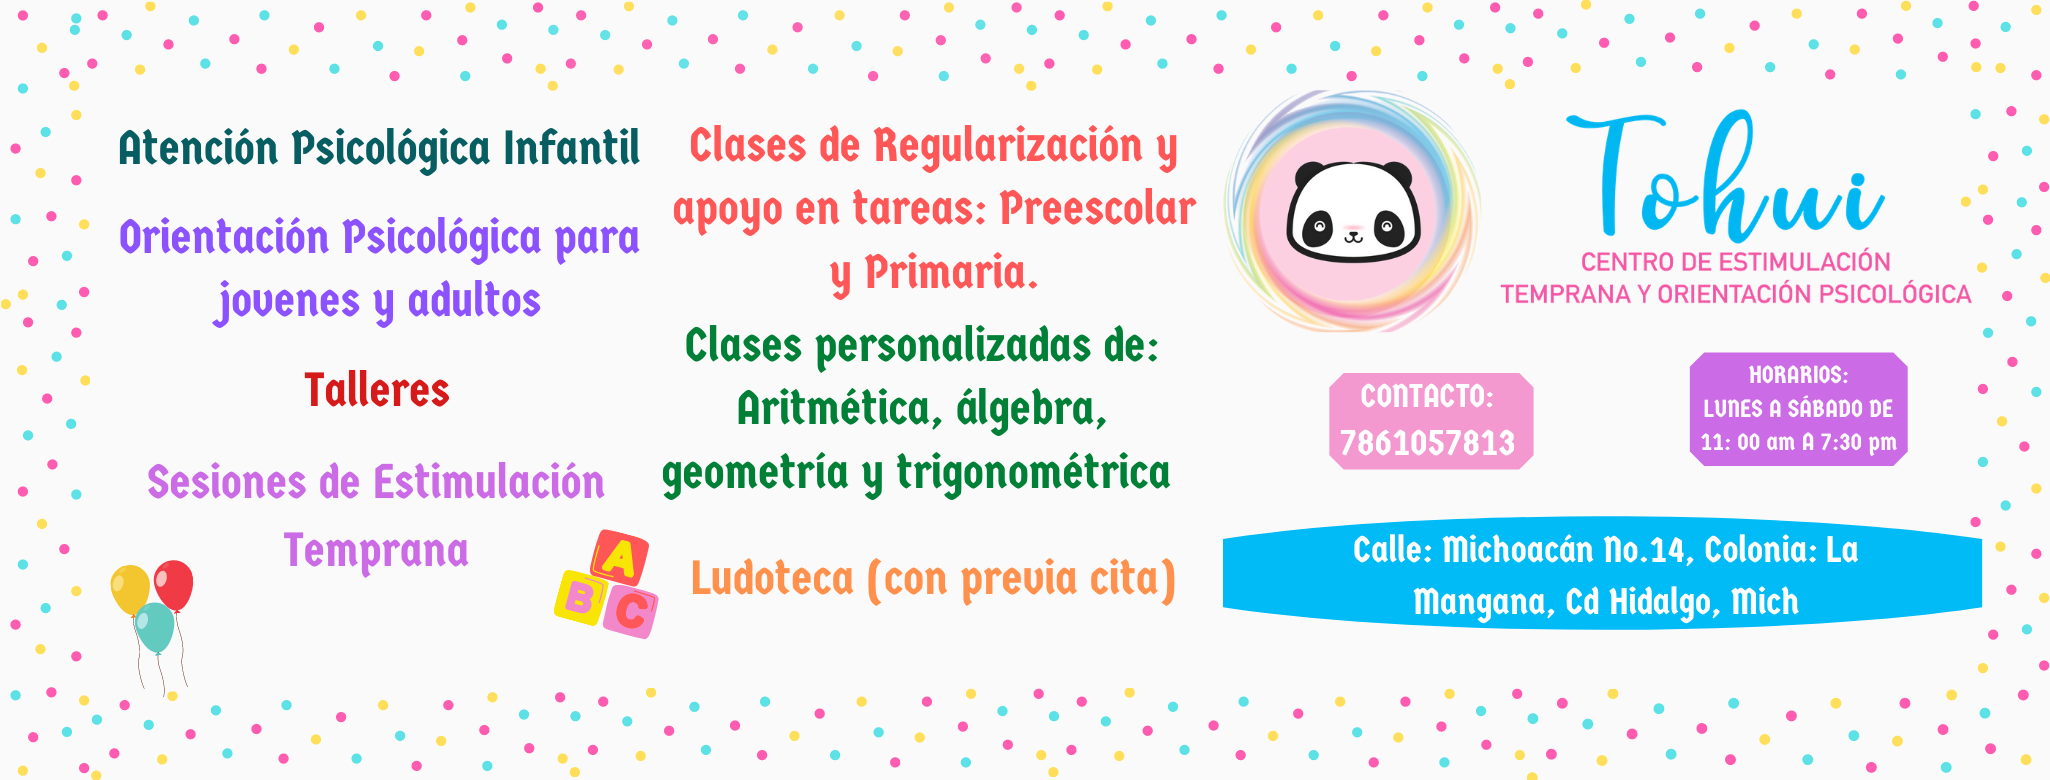 Atención Psicológica Infantil
Orientación Psicológica para
jovenes y adultos
Talleres
Sesiones de Estimulación
Temprana
A
B
C
Clases de Regularización y
apoyo en tareas: Preescolar
y Primaria.
Clases personalizadas de:
Aritmética, álgebra,
geometría y trigonométrica
Ludoteca (con previa cita)
Tohui
CENTRO DE ESTIMULACIÓN
TEMPRANA Y ORIENTACIÓN PSICOLÓGICA
CONTACTO:
7861057813
HORARIOS:
LUNES A SÁBADO DE
11: 00 am A 7:30 pm
Calle: Michoacán No.14, Colonia: La
Mangana, Cd Hidalgo, Mich